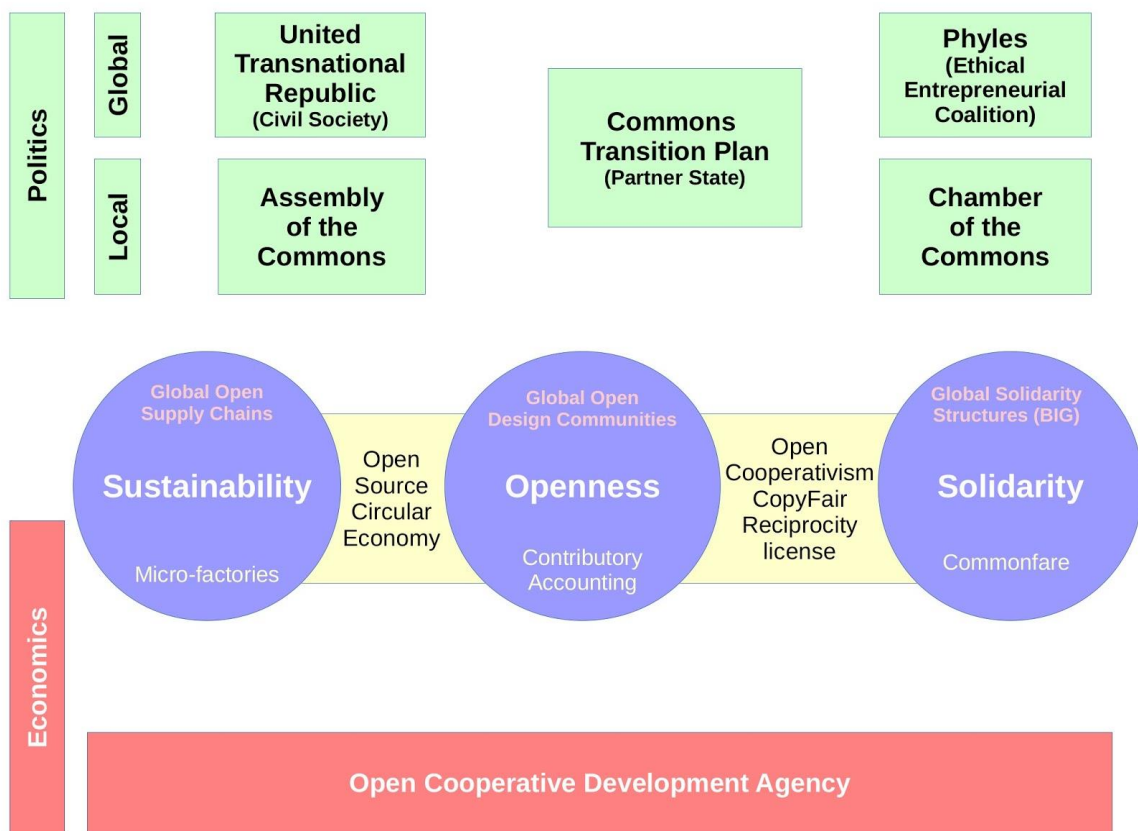 Politics
Global
Local
United
Transnational
Republic
(Civil Society)
Assembly
of the
Commons
Commons
Transition Plan
(Partner State)
Phyles
(Ethical
Entrepreneurial
Coalition)
Chamber
of the
Commons
Global Open
Supply Chains
Sustainability
Micro-factories
Open
Source
Circular
Economy
Global Open
Design Communities
Openness
Contributory
Accounting
Open
Cooperativism
CopyFair
Reciprocity
license
Global Solidarity
Structures (BIG)
Solidarity
Commonfare
Economics
Open Cooperative Development Agency